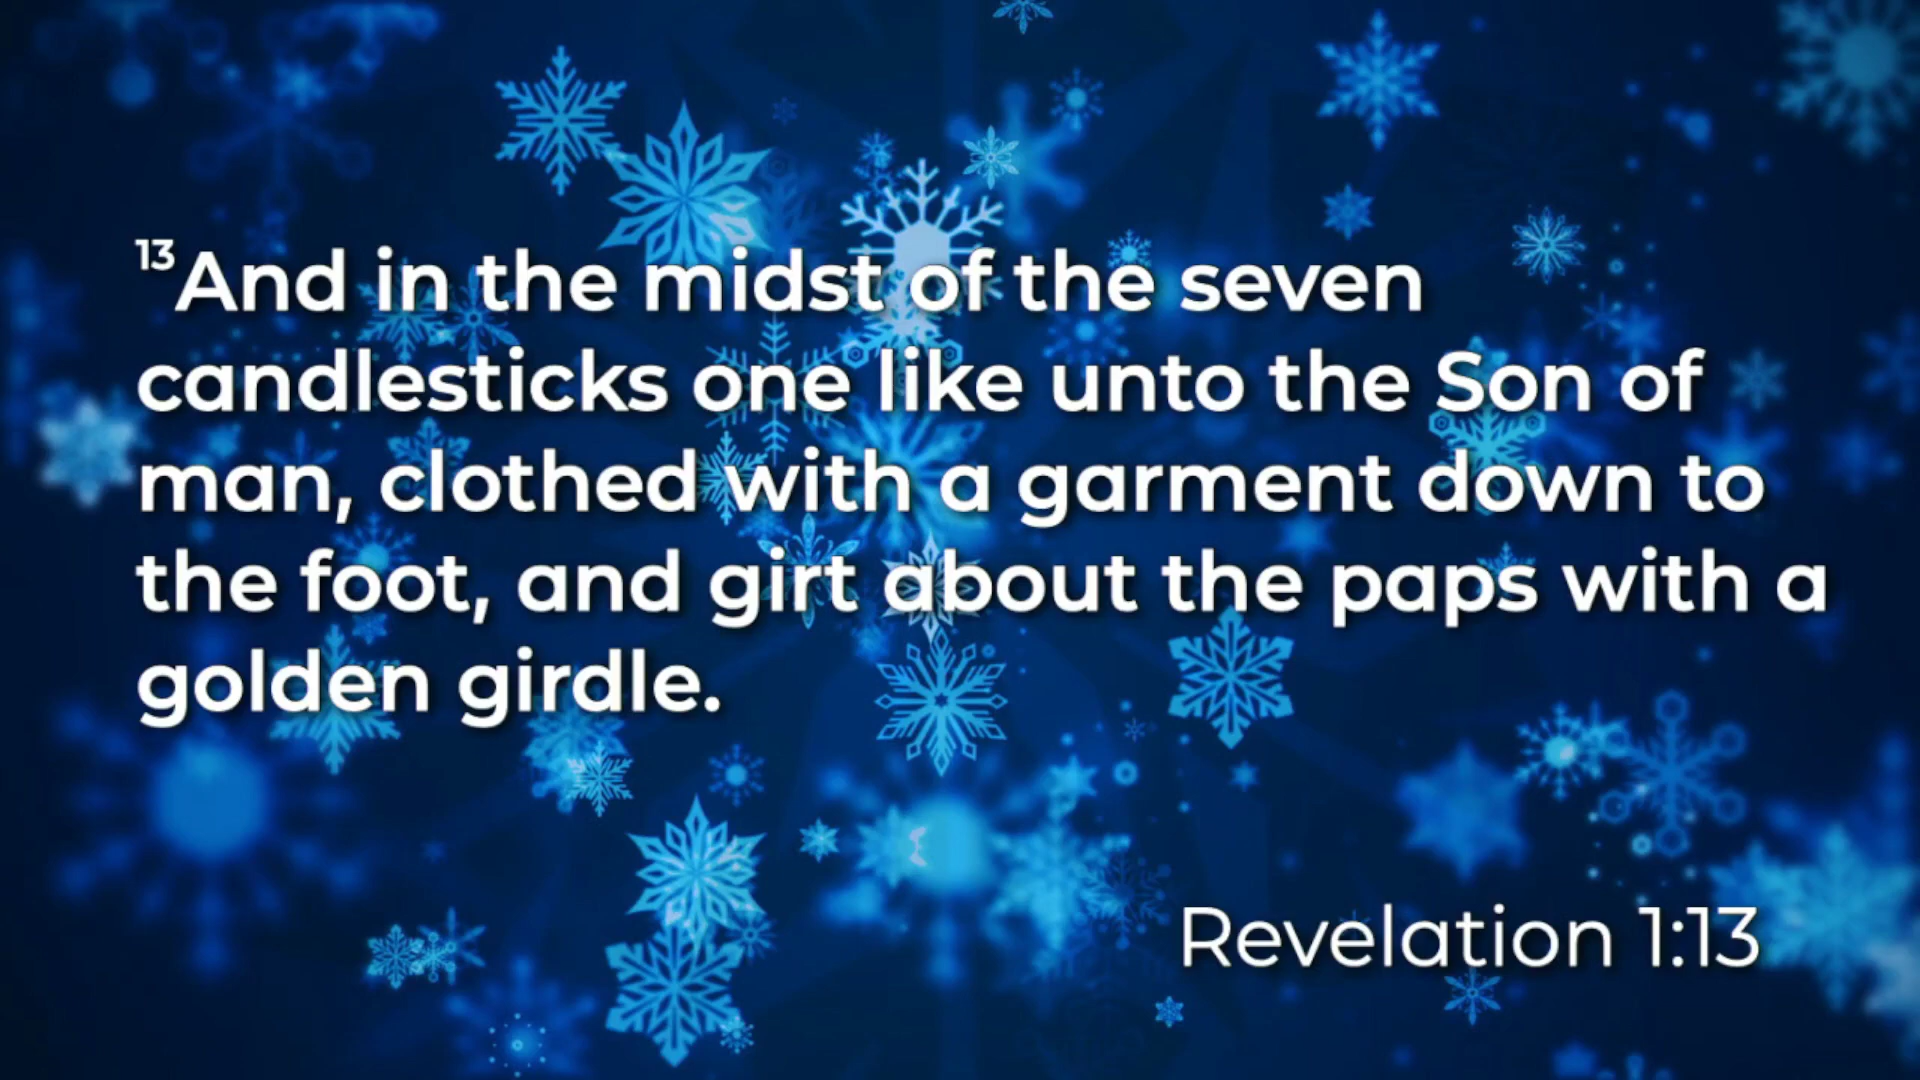 13And in the midst of the seven
candlesticks one like unto the Son of
man, clothed with a garment down to
the foot, and girt about the paps with a
golden girdle.
Revelation 1:13